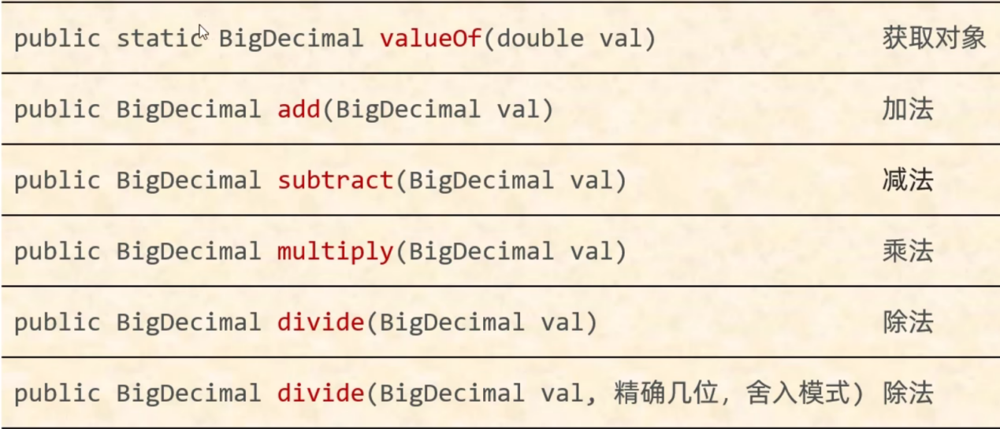 public static BigDecimal valueOf(double val) 获取对象
public BigDecimal add(BigDecimal val) 加法
public BigDecimal subtract(BigDecimal val) 减法
public BigDecimal multiply(BigDecimal val) 乘法
public BigDecimal divide(BigDecimal val) 除法
public BigDecimal divide(BigDecimal val, 精确几位, 舍入模式) 除法